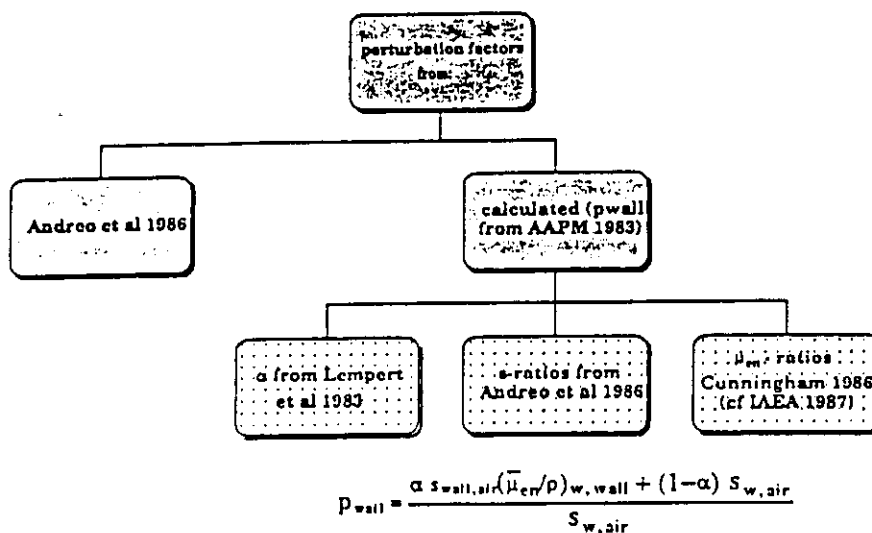 perturbation factors
from:
Andreo et al 1986
calculated (pwall
from AAPM 1983)
α from Lempert
et al 1983
s-ratios from
Andreo et al 1986
μen- ratios
Cunningham 1986
(cf IAEA 1987)
pwall = α swall,air(μ̄en/ρ)w,wall + (1-α) sw,air
sw,air